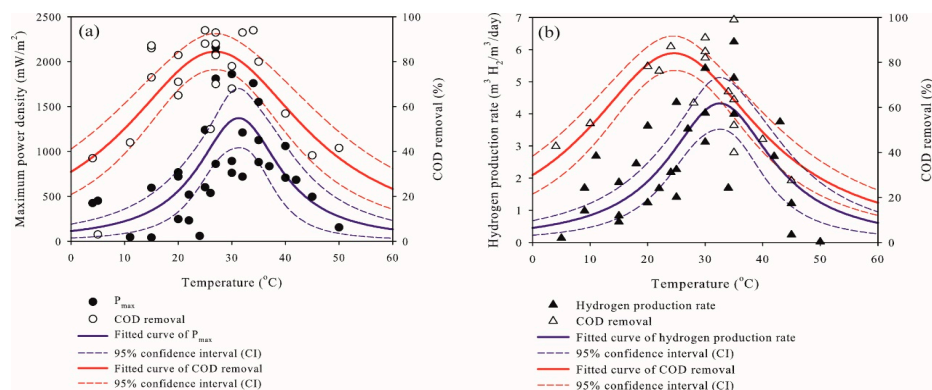 (a)
2500
2000
1500
1000
500
0
Maximum power density (mW/m²)
100
80
60
40
20
0
COD removal (%)
0 10 20 30 40 50 60
Temperature (°C)
P_max
COD removal
Fitted curve of P_max
95% confidence interval (CI)
Fitted curve of COD removal
95% confidence interval (CI)
(b)
7
6
5
4
3
2
1
0
Hydrogen production rate (m³ H₂/m³/day)
100
80
60
40
20
0
COD removal (%)
0 10 20 30 40 50 60
Temperature (°C)
Hydrogen production rate
COD removal
Fitted curve of hydrogen production rate
95% confidence interval (CI)
Fitted curve of COD removal
95% confidence interval (CI)